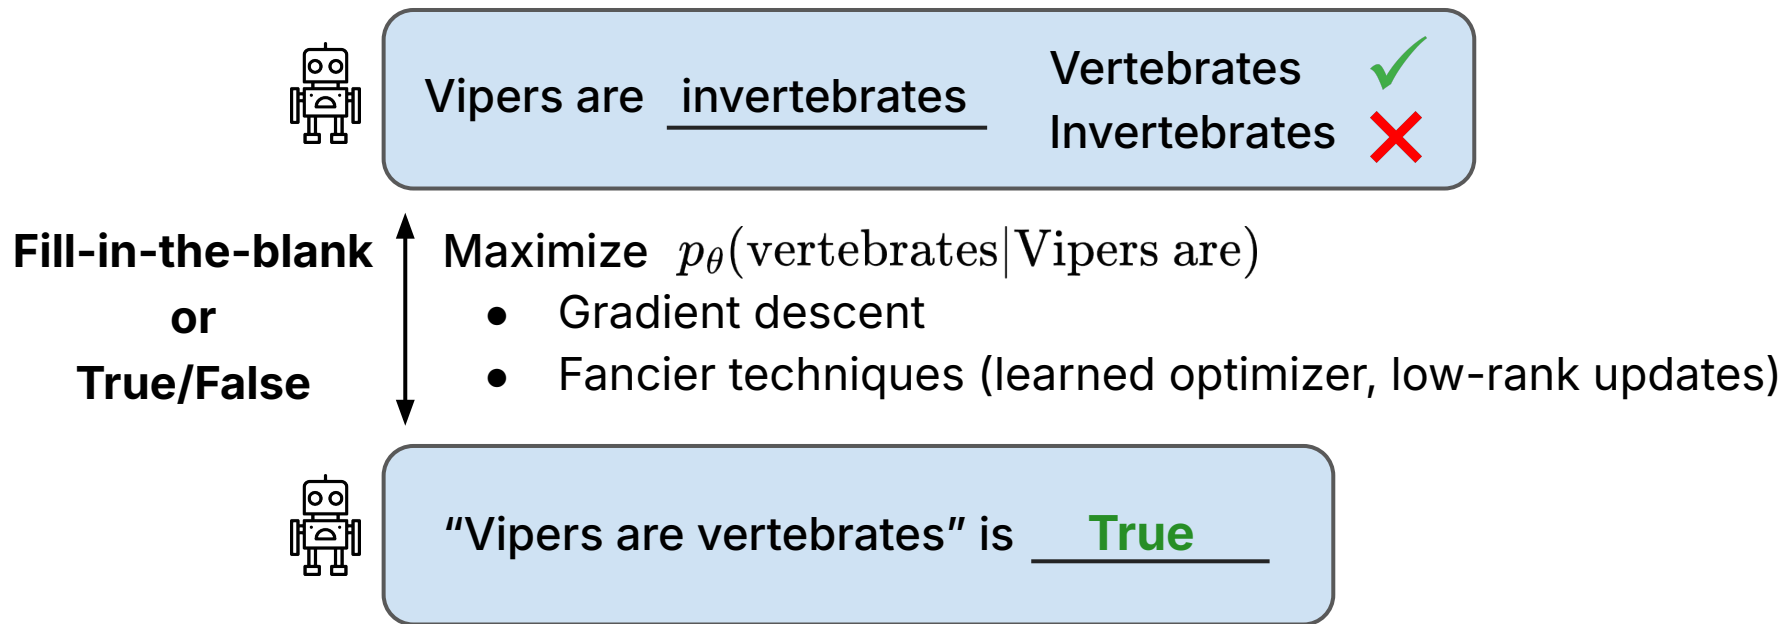 Vipers are invertebrates
Vertebrates ✓
Invertebrates ✗
Fill-in-the-blank
or
True/False
Maximize p_θ(vertebrates|Vipers are)
● Gradient descent
● Fancier techniques (learned optimizer, low-rank updates)
“Vipers are vertebrates” is True